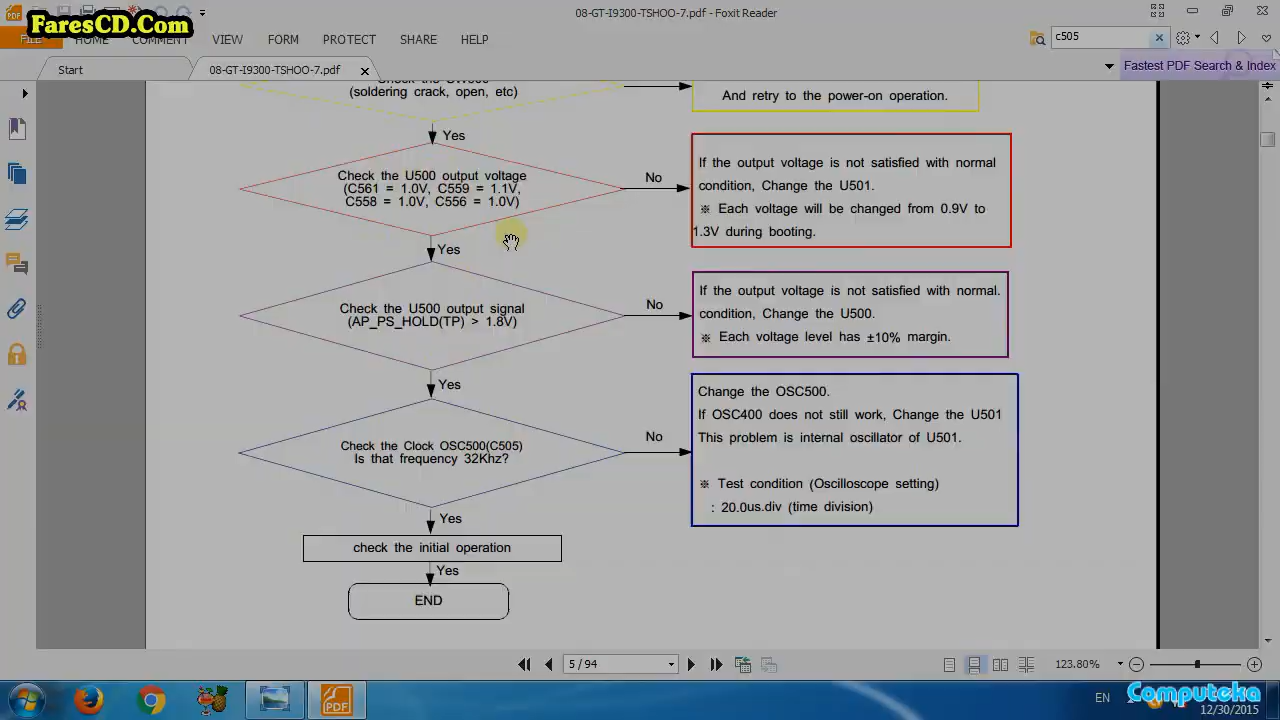 08-GT-I9300-TSHOO-7.pdf - Foxit Reader
FaresCD.Com
FILE HOME COMMENT VIEW FORM PROTECT SHARE HELP
c505
Start
08-GT-I9300-TSHOO-7.pdf
Fastest PDF Search & Index
(soldering crack, open, etc)
And retry to the power-on operation.
Yes
Check the U500 output voltage
(C561 = 1.0V, C559 = 1.1V,
C558 = 1.0V, C556 = 1.0V)
No
If the output voltage is not satisfied with normal
condition, Change the U501.
※ Each voltage will be changed from 0.9V to
1.3V during booting.
Yes
Check the U500 output signal
(AP_PS_HOLD(TP) > 1.8V)
No
If the output voltage is not satisfied with normal.
condition, Change the U500.
※ Each voltage level has ±10% margin.
Yes
Check the Clock OSC500(C505)
Is that frequency 32Khz?
No
Change the OSC500.
If OSC400 does not still work, Change the U501
This problem is internal oscillator of U501.
※ Test condition (Oscilloscope setting)
: 20.0us.div (time division)
Yes
check the initial operation
Yes
END
5 / 94
123.80%
EN
Computeka
12/30/2015